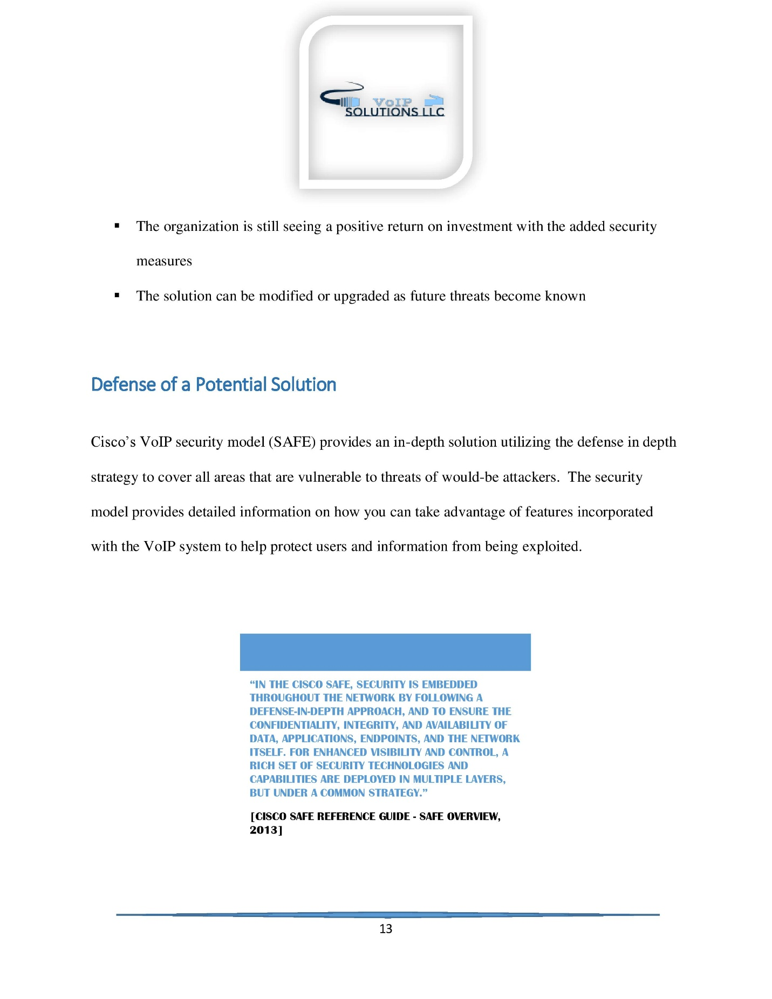 VoIP
SOLUTIONS LLC
▪ The organization is still seeing a positive return on investment with the added security
measures
▪ The solution can be modified or upgraded as future threats become known
Defense of a Potential Solution
Cisco’s VoIP security model (SAFE) provides an in-depth solution utilizing the defense in depth
strategy to cover all areas that are vulnerable to threats of would-be attackers.  The security
model provides detailed information on how you can take advantage of features incorporated
with the VoIP system to help protect users and information from being exploited.
“IN THE CISCO SAFE, SECURITY IS EMBEDDED
THROUGHOUT THE NETWORK BY FOLLOWING A
DEFENSE-IN-DEPTH APPROACH, AND TO ENSURE THE
CONFIDENTIALITY, INTEGRITY, AND AVAILABILITY OF
DATA, APPLICATIONS, ENDPOINTS, AND THE NETWORK
ITSELF. FOR ENHANCED VISIBILITY AND CONTROL, A
RICH SET OF SECURITY TECHNOLOGIES AND
CAPABILITIES ARE DEPLOYED IN MULTIPLE LAYERS,
BUT UNDER A COMMON STRATEGY.”
[CISCO SAFE REFERENCE GUIDE - SAFE OVERVIEW,
2013]
13